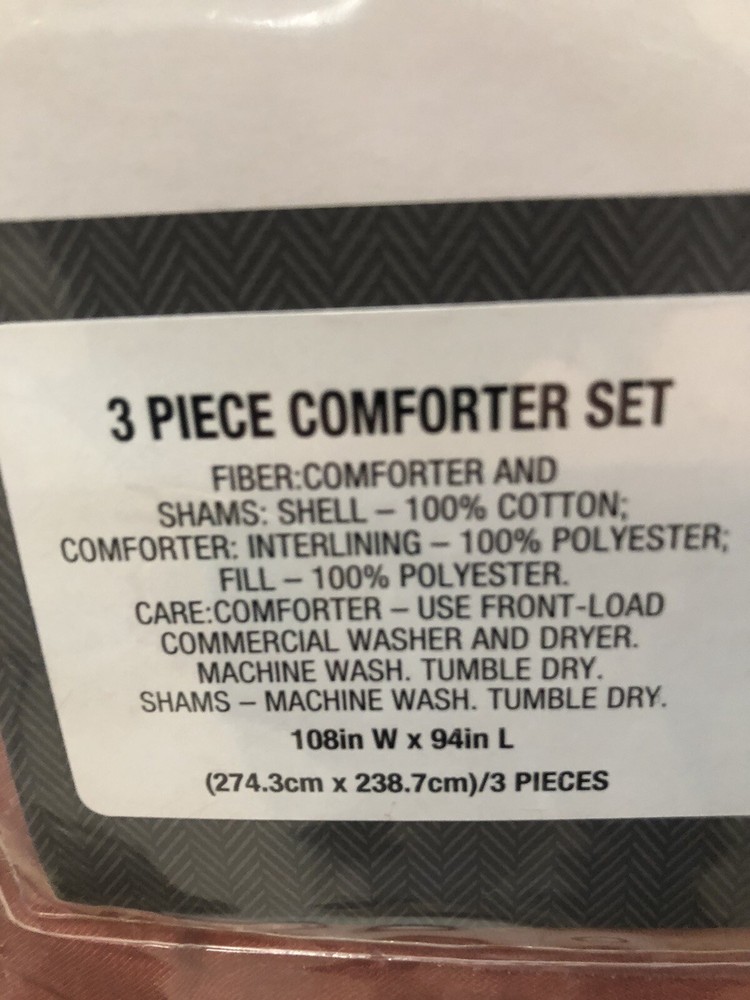 3 PIECE COMFORTER SET
FIBER:COMFORTER AND
SHAMS: SHELL – 100% COTTON;
COMFORTER: INTERLINING – 100% POLYESTER;
FILL – 100% POLYESTER.
CARE:COMFORTER – USE FRONT-LOAD
COMMERCIAL WASHER AND DRYER.
MACHINE WASH. TUMBLE DRY.
SHAMS – MACHINE WASH. TUMBLE DRY.
108in W x 94in L
(274.3cm x 238.7cm)/3 PIECES